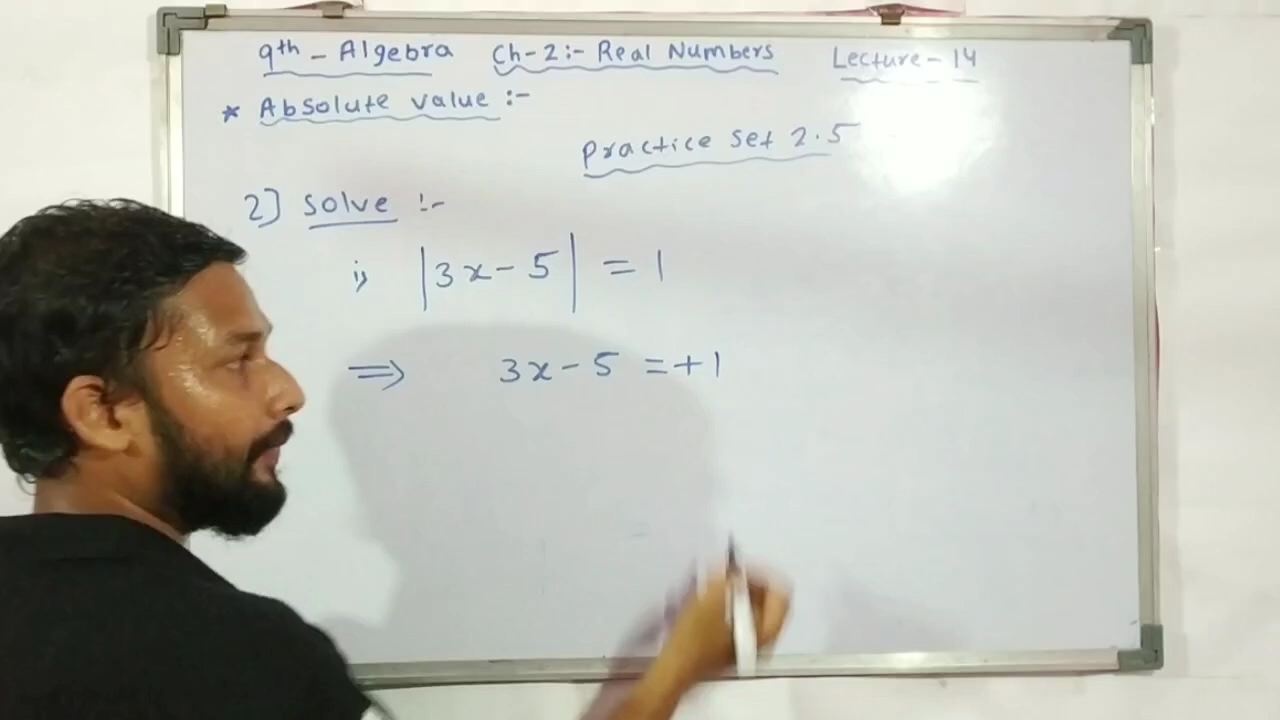 9th - Algebra Ch-2:- Real Numbers Lecture - 14
* Absolute value :-
Practice set 2.5
2] solve :-
i) |3x - 5| = 1
⇒ 3x - 5 = +1